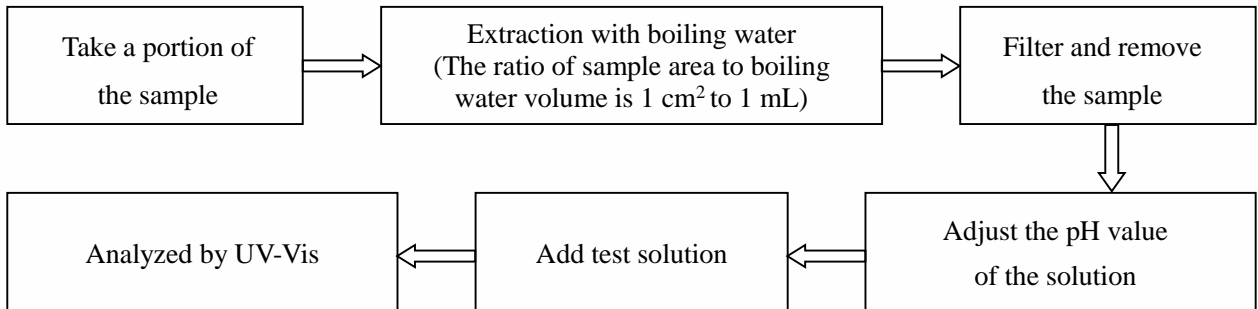 Take a portion of
the sample
Extraction with boiling water
(The ratio of sample area to boiling
water volume is 1 cm² to 1 mL)
Filter and remove
the sample
Adjust the pH value
of the solution
Add test solution
Analyzed by UV-Vis